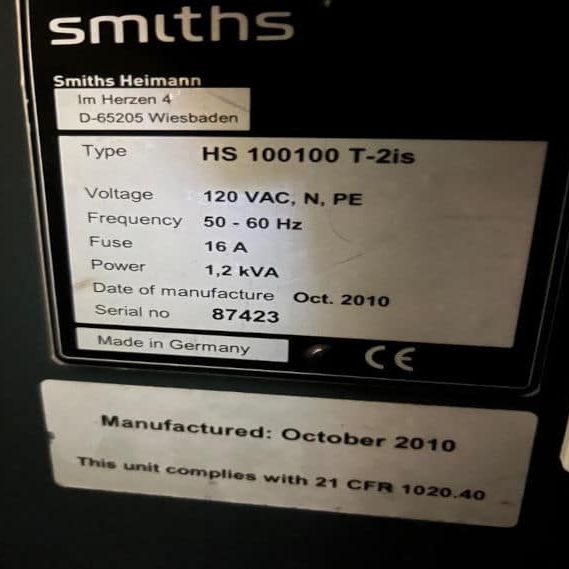 smiths
Smiths Heimann
Im Herzen 4
D-65205 Wiesbaden
Type HS 100100 T-2is
Voltage 120 VAC, N, PE
Frequency 50 - 60 Hz
Fuse 16 A
Power 1,2 kVA
Date of manufacture Oct. 2010
Serial no 87423
Made in Germany CE
Manufactured: October 2010
This unit complies with 21 CFR 1020.40